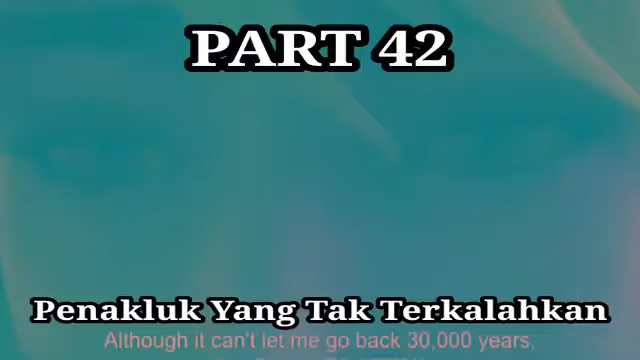 PART 42
Penakluk Yang Tak Terkalahkan
Although it can't let me go back 30,000 years,